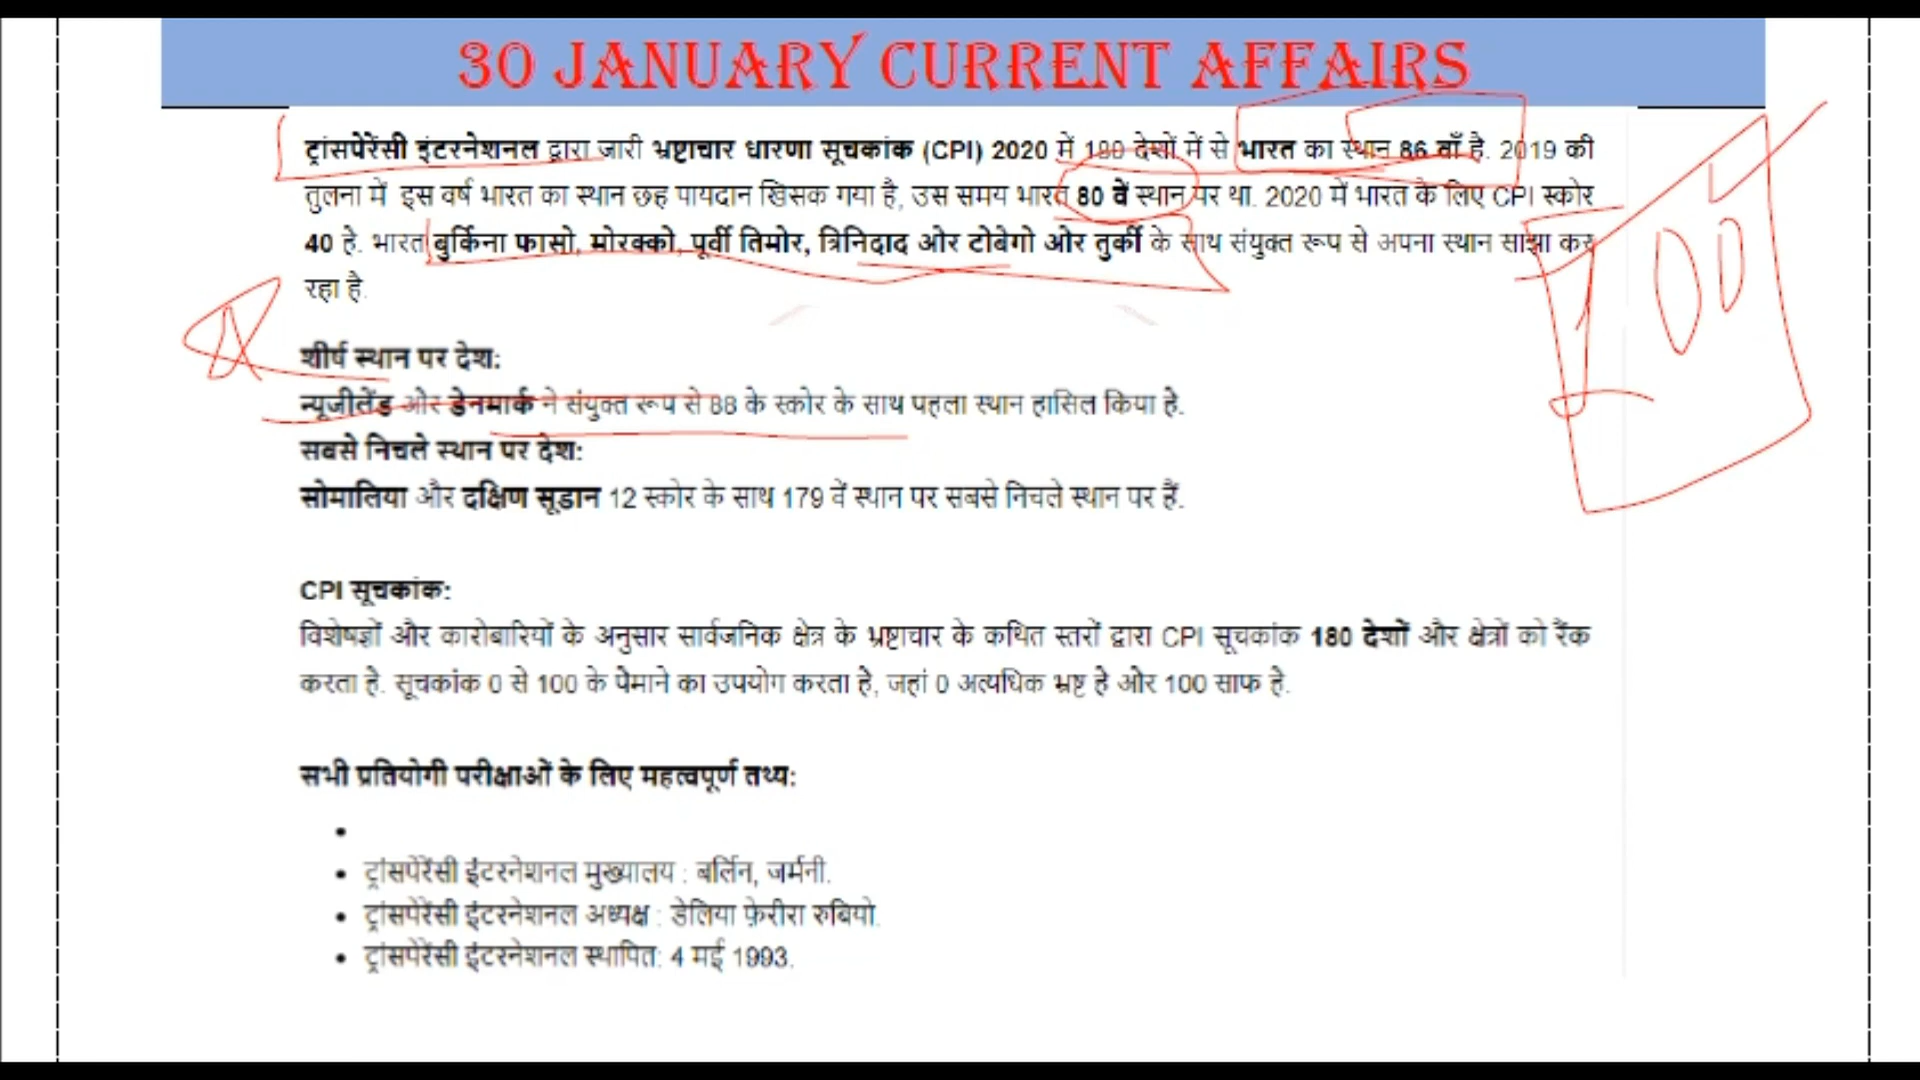 30 JANUARY CURRENT AFFAIRS
ट्रांसपेरेंसी इंटरनेशनल द्वारा जारी भ्रष्टाचार धारणा सूचकांक (CPI) 2020 में 180 देशों में से भारत का स्थान 86 वाँ है. 2019 की
तुलना में इस वर्ष भारत का स्थान छह पायदान खिसक गया है, उस समय भारत 80 वें स्थान पर था. 2020 में भारत के लिए CPI स्कोर
40 है. भारत बुर्किना फासो, मोरक्को, पूर्वी तिमोर, त्रिनिदाद और टोबैगो और तुर्की के साथ संयुक्त रूप से अपना स्थान साझा कर
रहा है.
100
शीर्ष स्थान पर देश:
न्यूजीलैंड और डेनमार्क ने संयुक्त रूप से 88 के स्कोर के साथ पहला स्थान हासिल किया है.
सबसे निचले स्थान पर देश:
सोमालिया और दक्षिण सूडान 12 स्कोर के साथ 179 वें स्थान पर सबसे निचले स्थान पर हैं.
CPI सूचकांक:
विशेषज्ञों और कारोबारियों के अनुसार सार्वजनिक क्षेत्र के भ्रष्टाचार के कथित स्तरों द्वारा CPI सूचकांक 180 देशों और क्षेत्रों को रैंक
करता है. सूचकांक 0 से 100 के पैमाने का उपयोग करता है, जहां 0 अत्यधिक भ्रष्ट है और 100 साफ है.
सभी प्रतियोगी परीक्षाओं के लिए महत्वपूर्ण तथ्य:
• ट्रांसपेरेंसी इंटरनेशनल मुख्यालय : बर्लिन, जर्मनी.
• ट्रांसपेरेंसी इंटरनेशनल अध्यक्ष : डेलिया फ़ेरीरा रुबियो.
• ट्रांसपेरेंसी इंटरनेशनल स्थापित: 4 मई 1993.